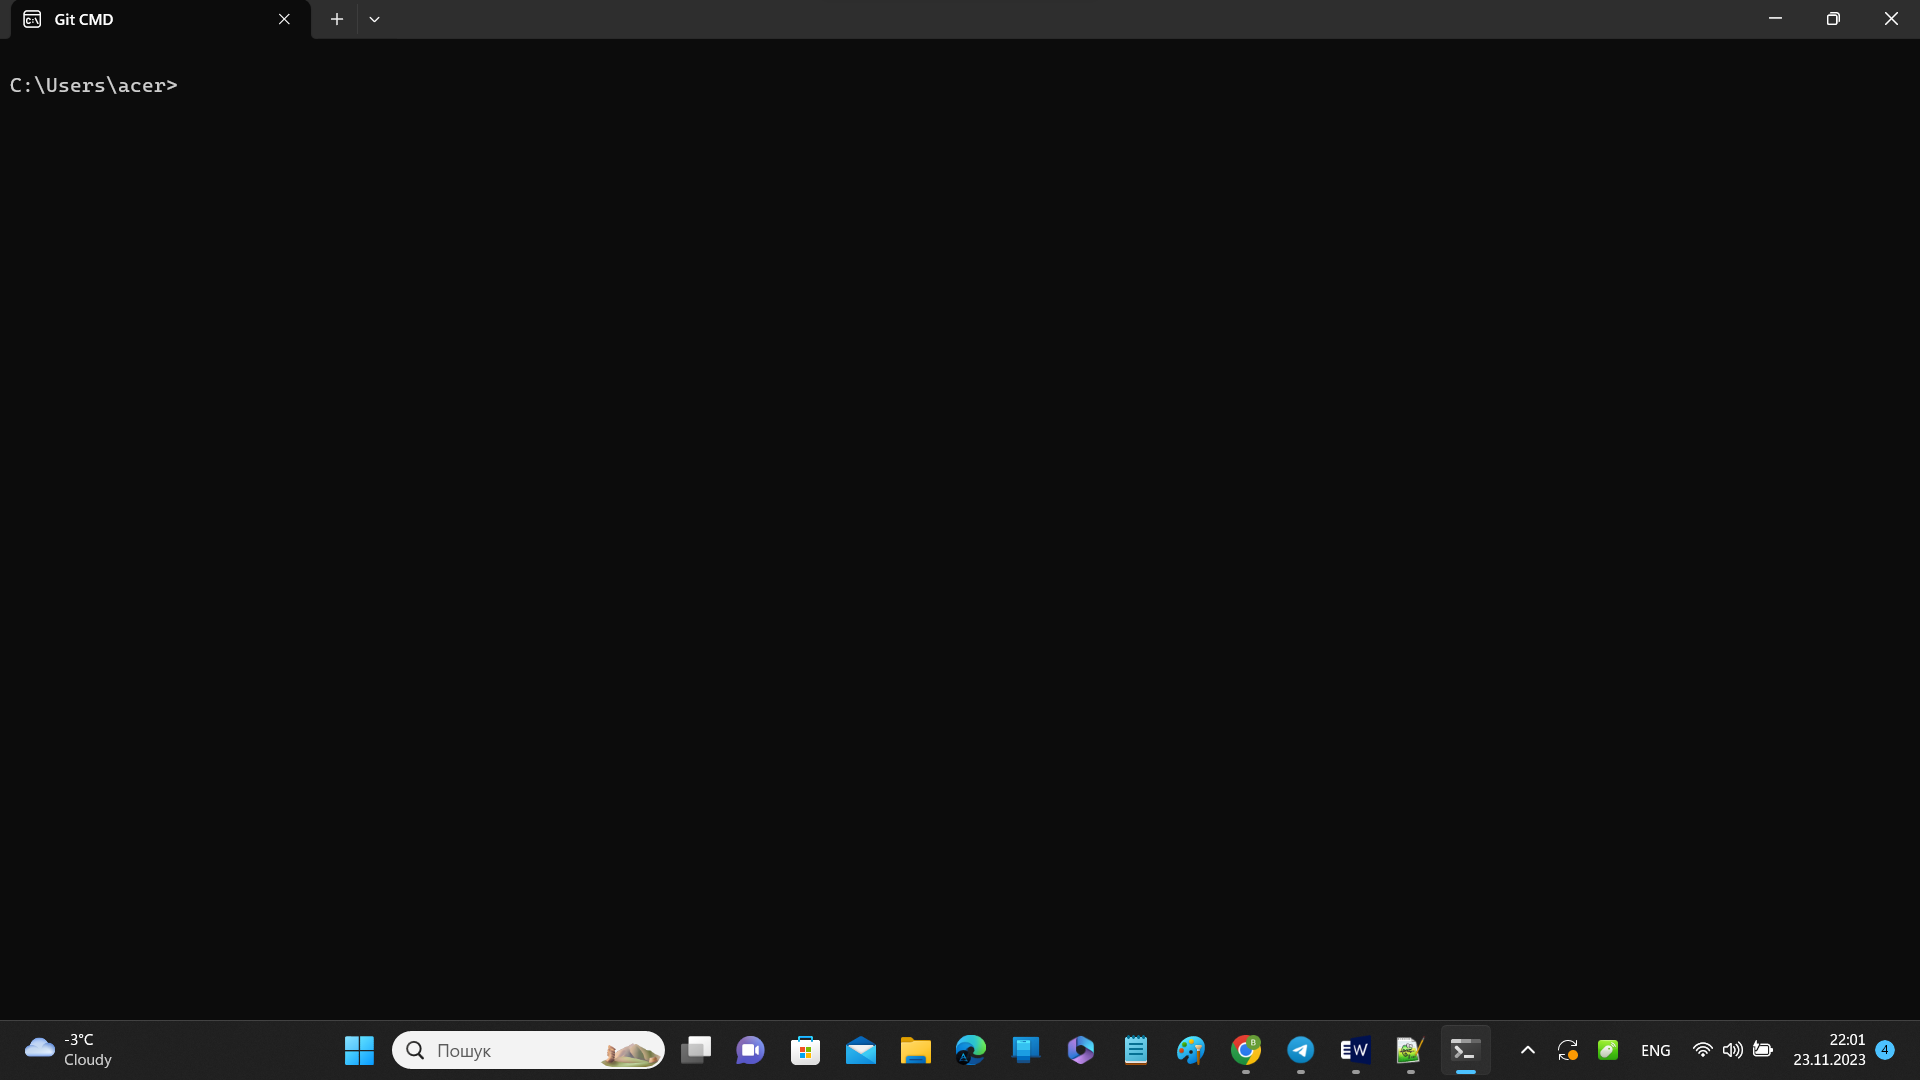 Git CMD
C:\Users\acer>
-3°C
Cloudy
Пошук
ENG
22:01
23.11.2023
4